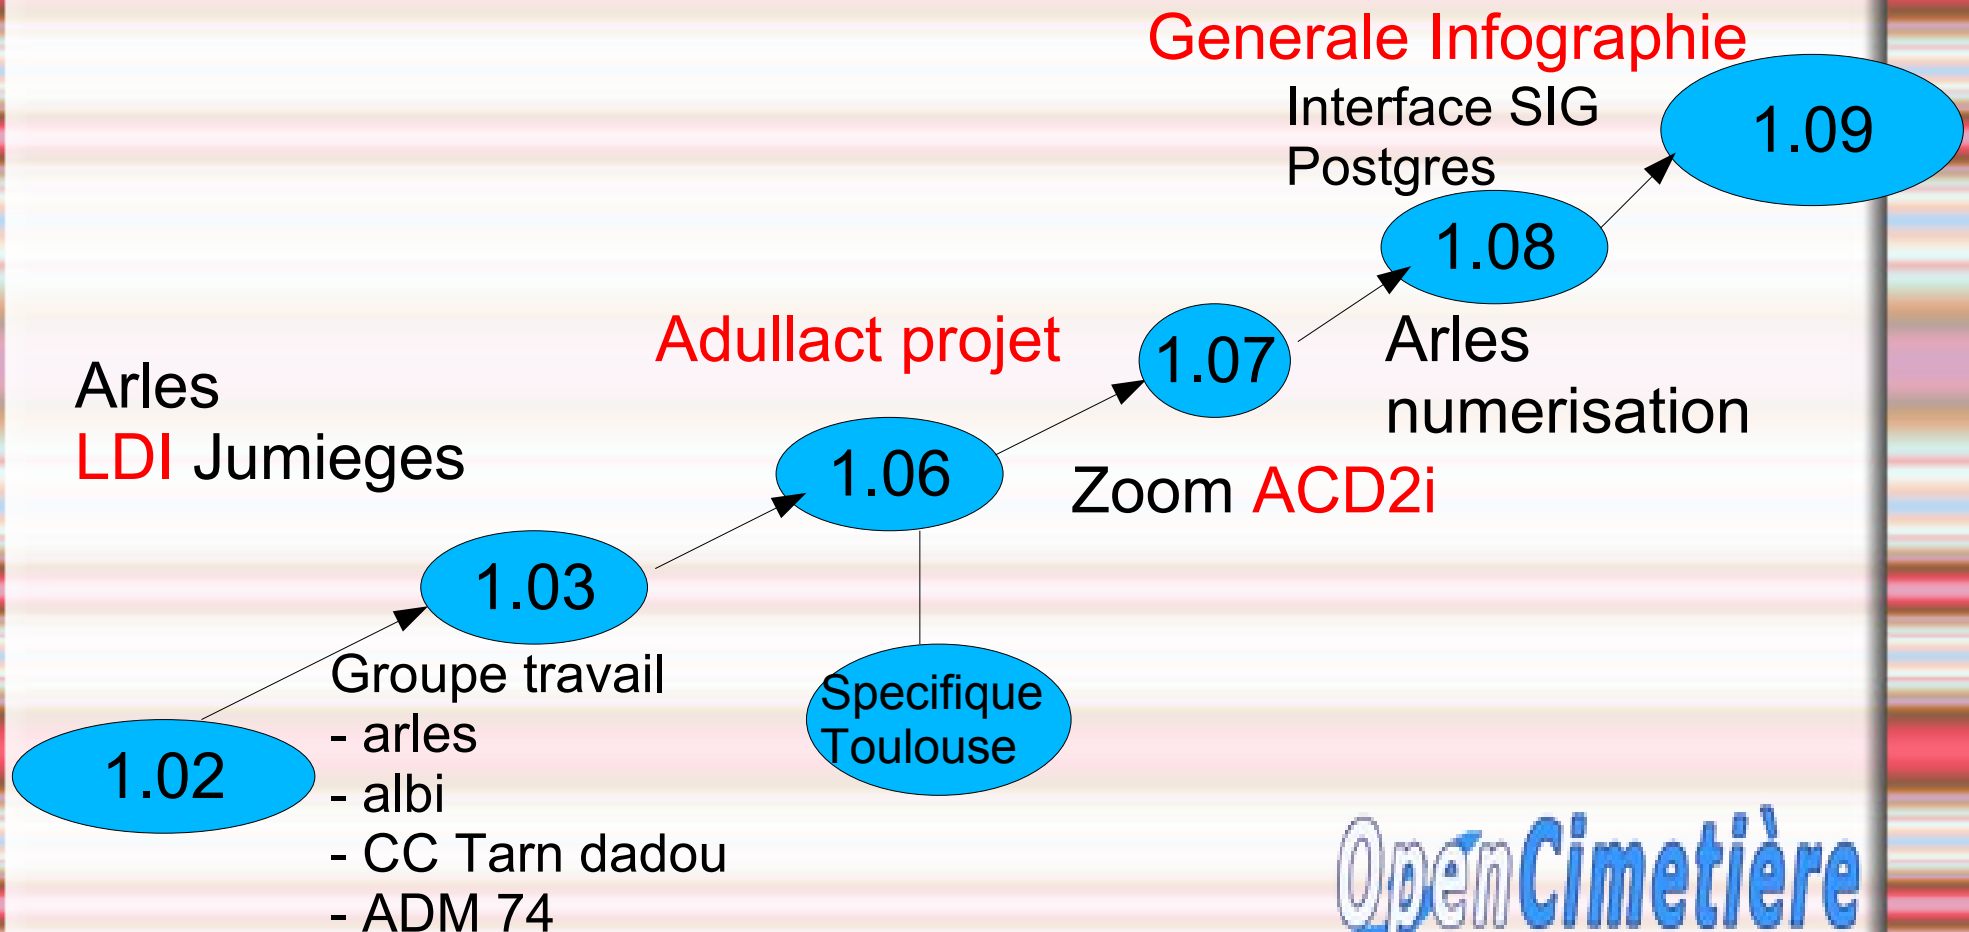 Generale Infographie
Interface SIG
Postgres
1.09
1.08
Adullact projet
1.07
Arles
numerisation
Arles
LDI Jumieges
1.06
Zoom ACD2i
1.03
Groupe travail
- arles
- albi
- CC Tarn dadou
- ADM 74
Specifique
Toulouse
1.02
OpenCimetière